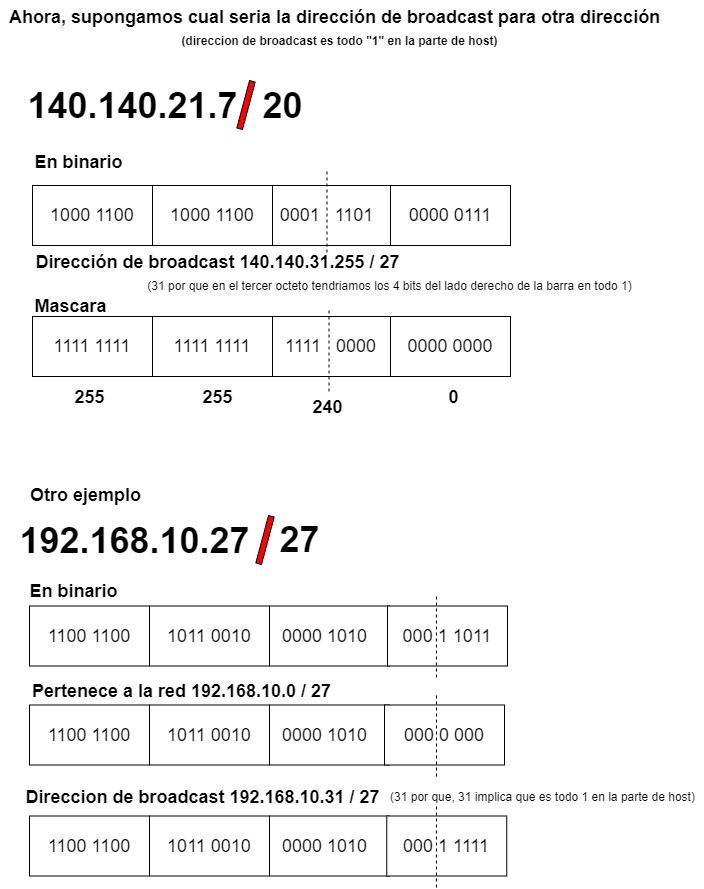 Ahora, supongamos cual seria la dirección de broadcast para otra dirección
(direccion de broadcast es todo "1" en la parte de host)
140.140.21.7/ 20
En binario
1000 1100 1000 1100 0001 1101 0000 0111
Dirección de broadcast 140.140.31.255 / 27
(31 por que en el tercer octeto tendriamos los 4 bits del lado derecho de la barra en todo 1)
Mascara
1111 1111 1111 1111 1111 0000 0000 0000
255 255 240 0
Otro ejemplo
192.168.10.27 / 27
En binario
1100 1100 1011 0010 0000 1010 000 1 1011
Pertenece a la red 192.168.10.0 / 27
1100 1100 1011 0010 0000 1010 000 0 000
Direccion de broadcast 192.168.10.31 / 27 (31 por que, 31 implica que es todo 1 en la parte de host)
1100 1100 1011 0010 0000 1010 000 1 1111